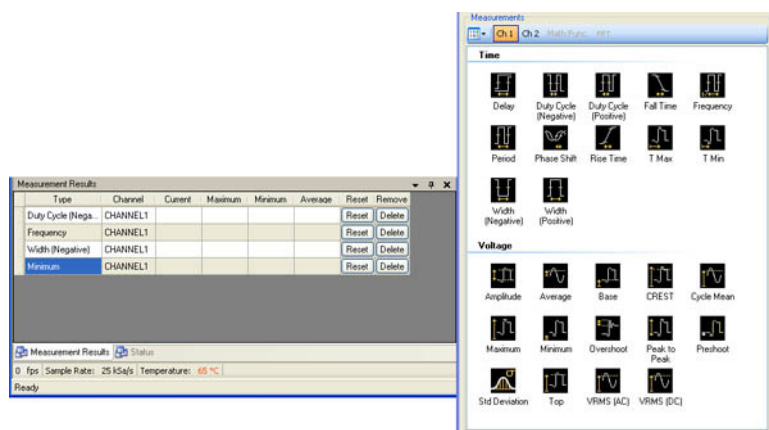 Measurement Results
Type Channel Current Maximum Minimum Average Reset Remove
Duty Cycle (Nega... CHANNEL1 Reset Delete
Frequency CHANNEL1 Reset Delete
Width (Negative) CHANNEL1 Reset Delete
Minimum CHANNEL1 Reset Delete
Measurement Results Status
0 fps Sample Rate: 25 kSa/s Temperature: 65 °C
Ready
Measurements
Ch 1 Ch 2 Math Func. FFT
Time
Delay Duty Cycle (Negative) Duty Cycle (Positive) Fall Time Frequency
Period Phase Shift Rise Time T Max T Min
Width (Negative) Width (Positive)
Voltage
Amplitude Average Base CREST Cycle Mean
Maximum Minimum Overshoot Peak to Peak Preshoot
Std Deviation Top VRMS (AC) VRMS (DC)